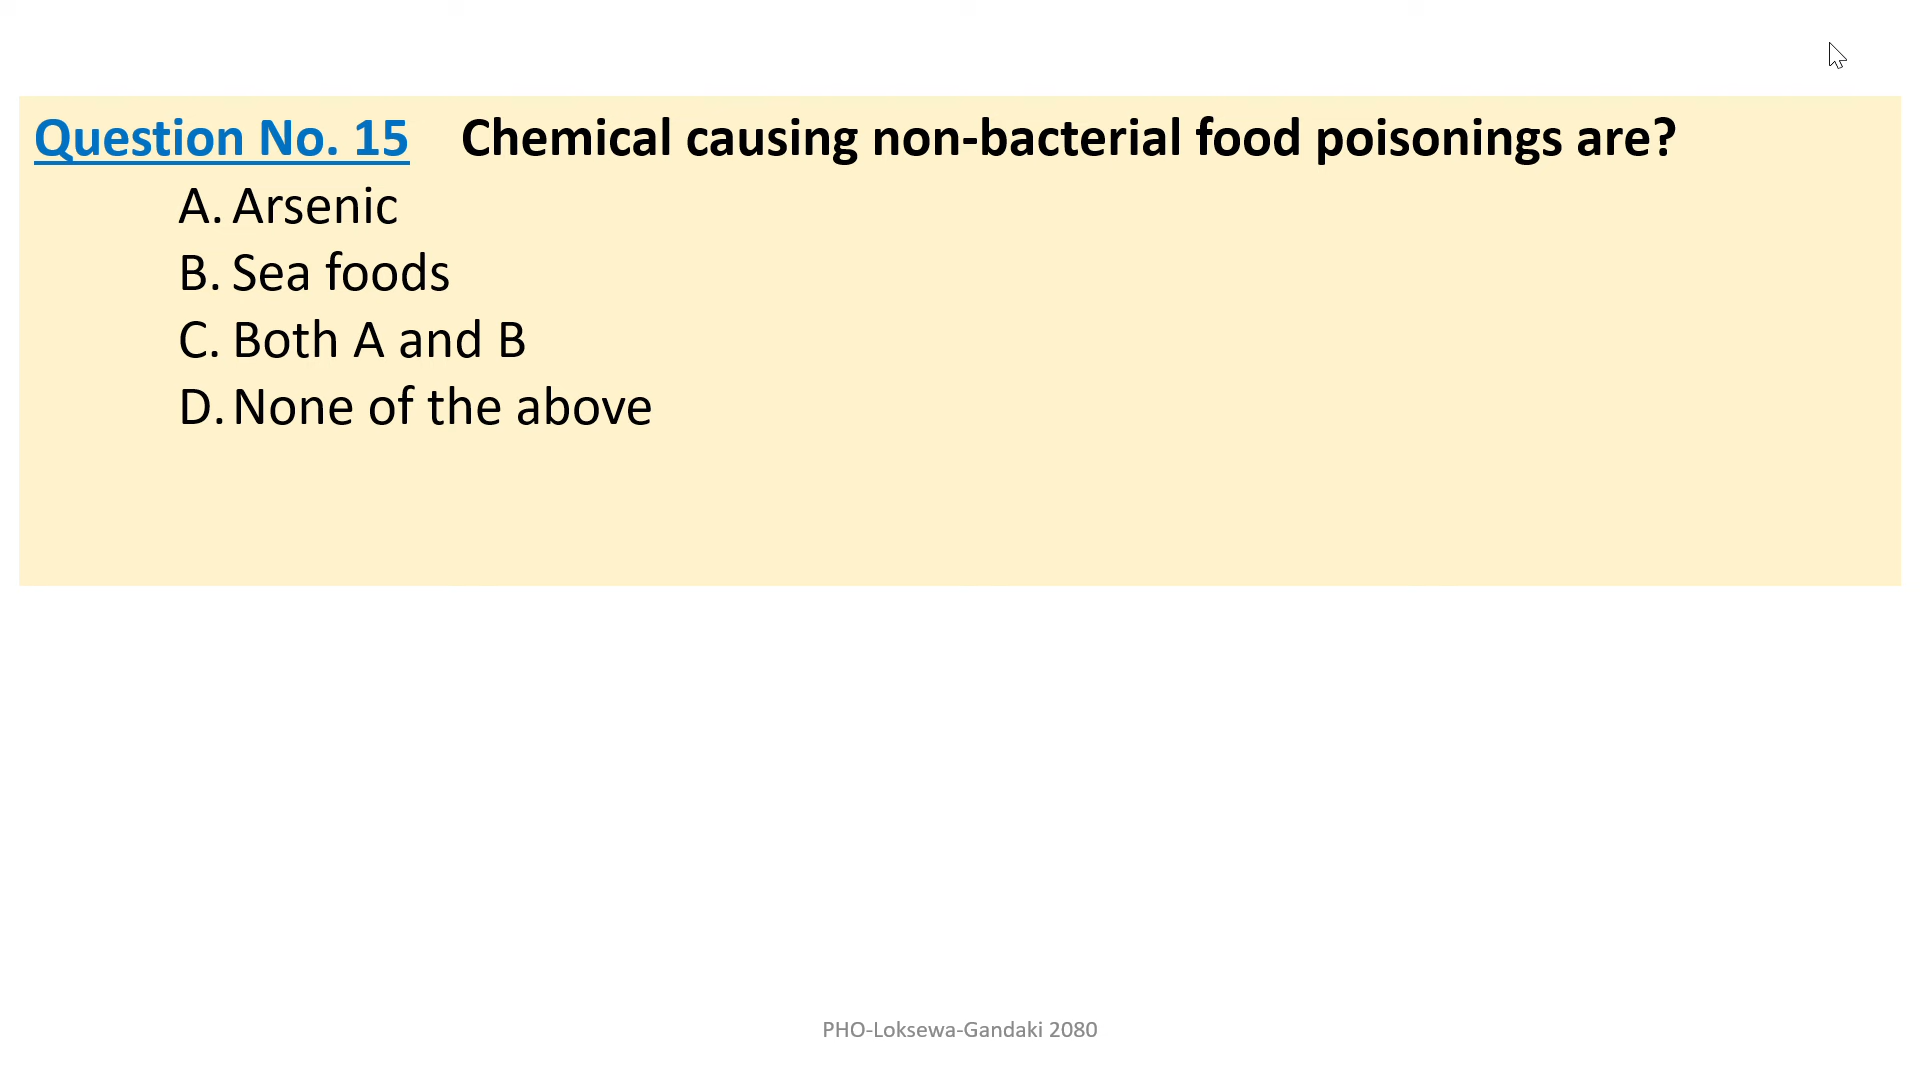 Question No. 15 Chemical causing non-bacterial food poisonings are?
A. Arsenic
B. Sea foods
C. Both A and B
D. None of the above
PHO-Loksewa-Gandaki 2080